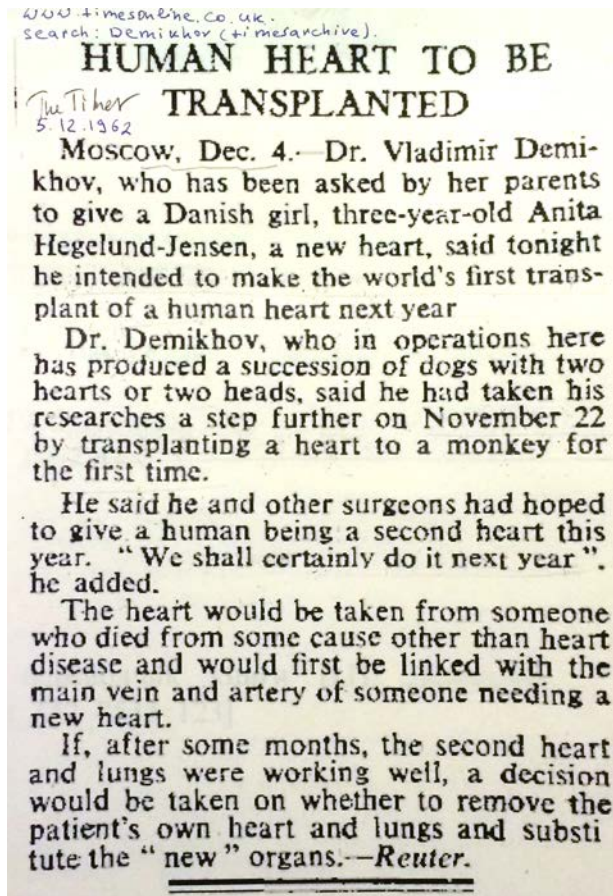 www.timesonline.co.uk.
search: Demikhov (timesarchive).
HUMAN HEART TO BE
The Times
TRANSPLANTED
5.12.1962
Moscow, Dec. 4.—Dr. Vladimir Demi-
khov, who has been asked by her parents
to give a Danish girl, three-year-old Anita
Hegelund-Jensen, a new heart, said tonight
he intended to make the world's first trans-
plant of a human heart next year
Dr. Demikhov, who in operations here
has produced a succession of dogs with two
hearts or two heads, said he had taken his
researches a step further on November 22
by transplanting a heart to a monkey for
the first time.
He said he and other surgeons had hoped
to give a human being a second heart this
year. "We shall certainly do it next year".
he added.
The heart would be taken from someone
who died from some cause other than heart
disease and would first be linked with the
main vein and artery of someone needing a
new heart.
If, after some months, the second heart
and lungs were working well, a decision
would be taken on whether to remove the
patient's own heart and lungs and substi
tute the "new" organs.—Reuter.